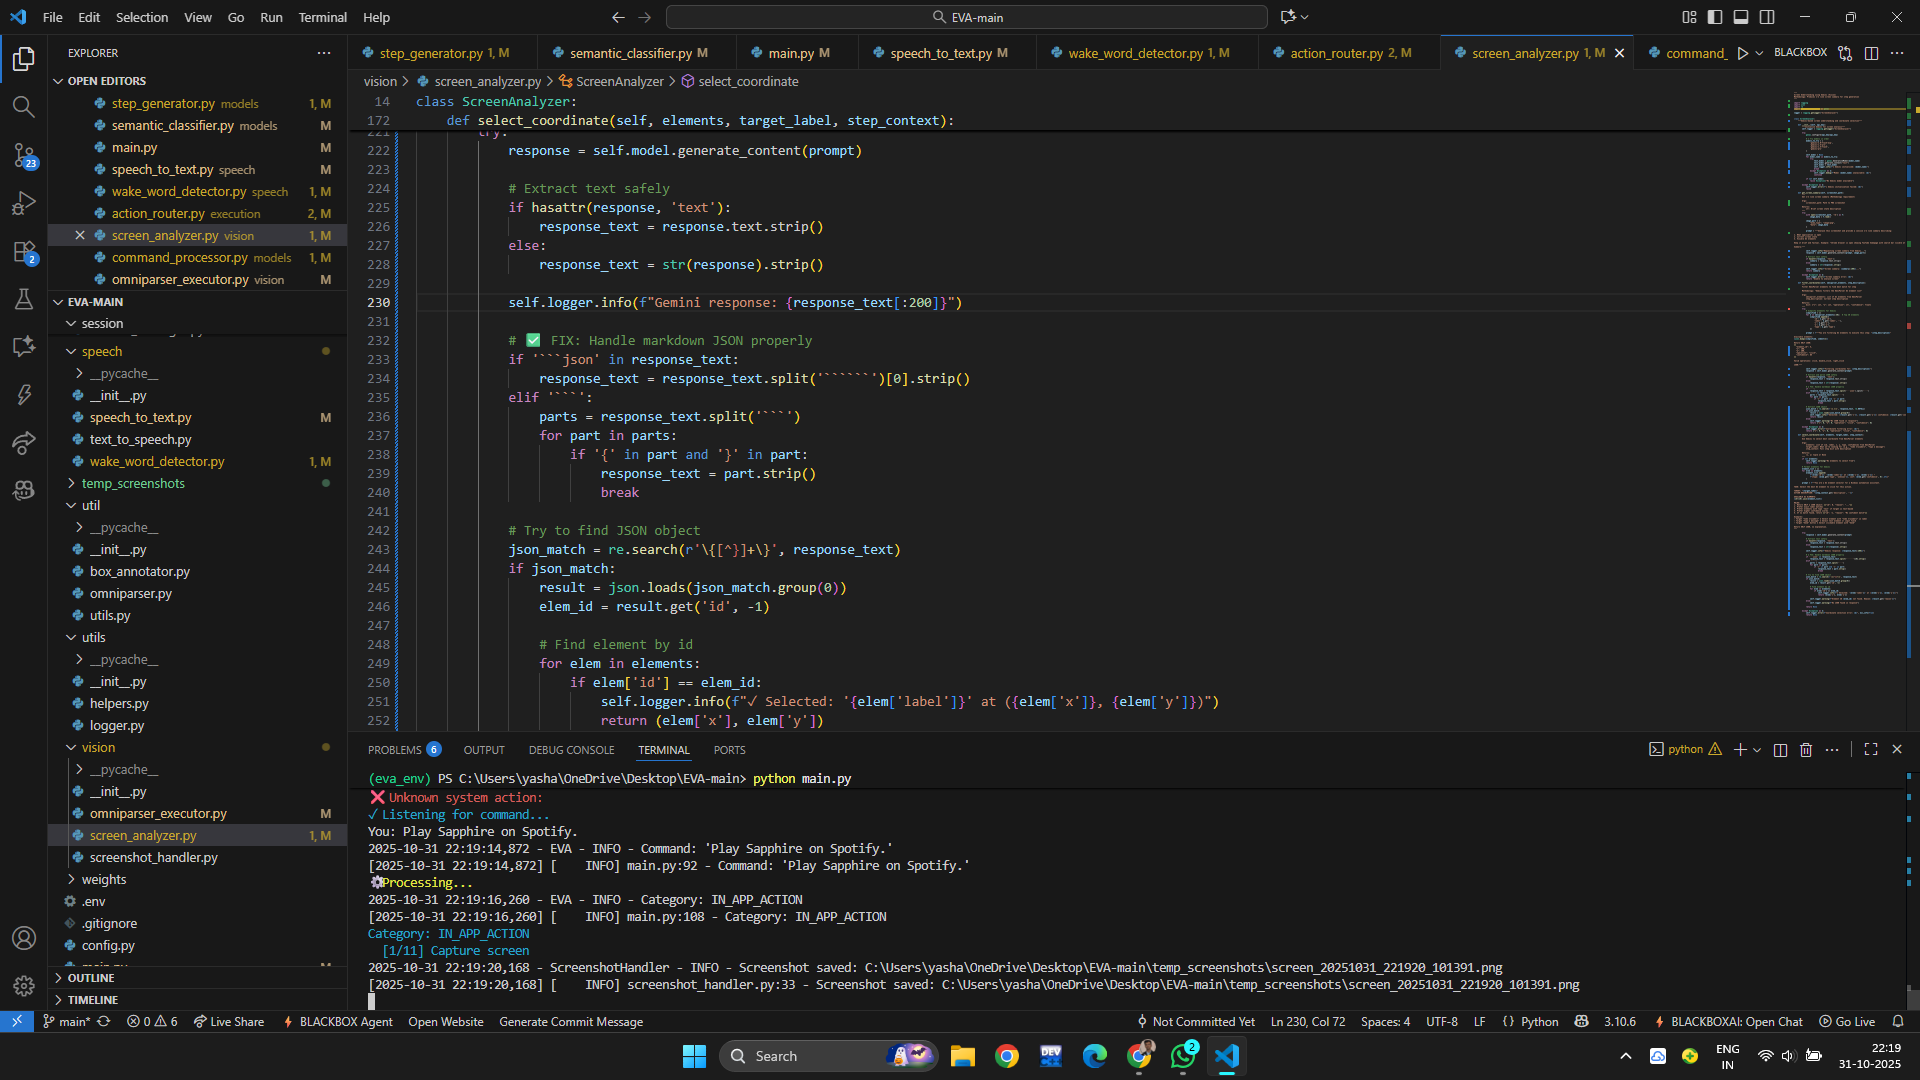 File Edit Selection View Go Run Terminal Help
EVA-main
EXPLORER
OPEN EDITORS
step_generator.py models 1, M
semantic_classifier.py models M
main.py M
speech_to_text.py speech M
wake_word_detector.py speech 1, M
action_router.py execution 2, M
screen_analyzer.py vision 1, M
command_processor.py models 1, M
omniparser_executor.py vision M
EVA-MAIN
session
speech
__pycache__
__init__.py
speech_to_text.py M
text_to_speech.py
wake_word_detector.py 1, M
temp_screenshots
util
__pycache__
__init__.py
box_annotator.py
omniparser.py
utils.py
utils
__pycache__
__init__.py
helpers.py
logger.py
vision
__pycache__
__init__.py
omniparser_executor.py M
screen_analyzer.py 1, M
screenshot_handler.py
weights
.env
.gitignore
config.py
OUTLINE
TIMELINE
23
2
step_generator.py 1, M semantic_classifier.py M main.py M speech_to_text.py M wake_word_detector.py 1, M action_router.py 2, M screen_analyzer.py 1, M command_ BLACKBOX
vision > screen_analyzer.py > ScreenAnalyzer > select_coordinate
14 class ScreenAnalyzer:
172 def select_coordinate(self, elements, target_label, step_context):
221 try:
222 response = self.model.generate_content(prompt)
223
224 # Extract text safely
225 if hasattr(response, 'text'):
226 response_text = response.text.strip()
227 else:
228 response_text = str(response).strip()
229
230 self.logger.info(f"Gemini response: {response_text[:200]}")
231
232 # ✅ FIX: Handle markdown JSON properly
233 if '```json' in response_text:
234 response_text = response_text.split('``````')[0].strip()
235 elif '```':
236 parts = response_text.split('```')
237 for part in parts:
238 if '{' in part and '}' in part:
239 response_text = part.strip()
240 break
241
242 # Try to find JSON object
243 json_match = re.search(r'\{[^}]+\}', response_text)
244 if json_match:
245 result = json.loads(json_match.group(0))
246 elem_id = result.get('id', -1)
247
248 # Find element by id
249 for elem in elements:
250 if elem['id'] == elem_id:
251 self.logger.info(f"✓ Selected: '{elem['label']}' at ({elem['x']}, {elem['y']})")
252 return (elem['x'], elem['y'])
PROBLEMS 6 OUTPUT DEBUG CONSOLE TERMINAL PORTS python
(eva_env) PS C:\Users\yasha\OneDrive\Desktop\EVA-main> python main.py
❌ Unknown system action:
✓ Listening for command...
You: Play Sapphire on Spotify.
2025-10-31 22:19:14,872 - EVA - INFO - Command: 'Play Sapphire on Spotify.'
[2025-10-31 22:19:14,872] [ INFO] main.py:92 - Command: 'Play Sapphire on Spotify.'
⚙Processing...
2025-10-31 22:19:16,260 - EVA - INFO - Category: IN_APP_ACTION
[2025-10-31 22:19:16,260] [ INFO] main.py:108 - Category: IN_APP_ACTION
Category: IN_APP_ACTION
[1/11] Capture screen
2025-10-31 22:19:20,168 - ScreenshotHandler - INFO - Screenshot saved: C:\Users\yasha\OneDrive\Desktop\EVA-main\temp_screenshots\screen_20251031_221920_101391.png
[2025-10-31 22:19:20,168] [ INFO] screenshot_handler.py:33 - Screenshot saved: C:\Users\yasha\OneDrive\Desktop\EVA-main\temp_screenshots\screen_20251031_221920_101391.png
main* 0 6 Live Share BLACKBOX Agent Open Website Generate Commit Message Not Committed Yet Ln 230, Col 72 Spaces: 4 UTF-8 LF Python 3.10.6 BLACKBOXAI: Open Chat Go Live
Search
DEV
2
ENG
IN
22:19
31-10-2025